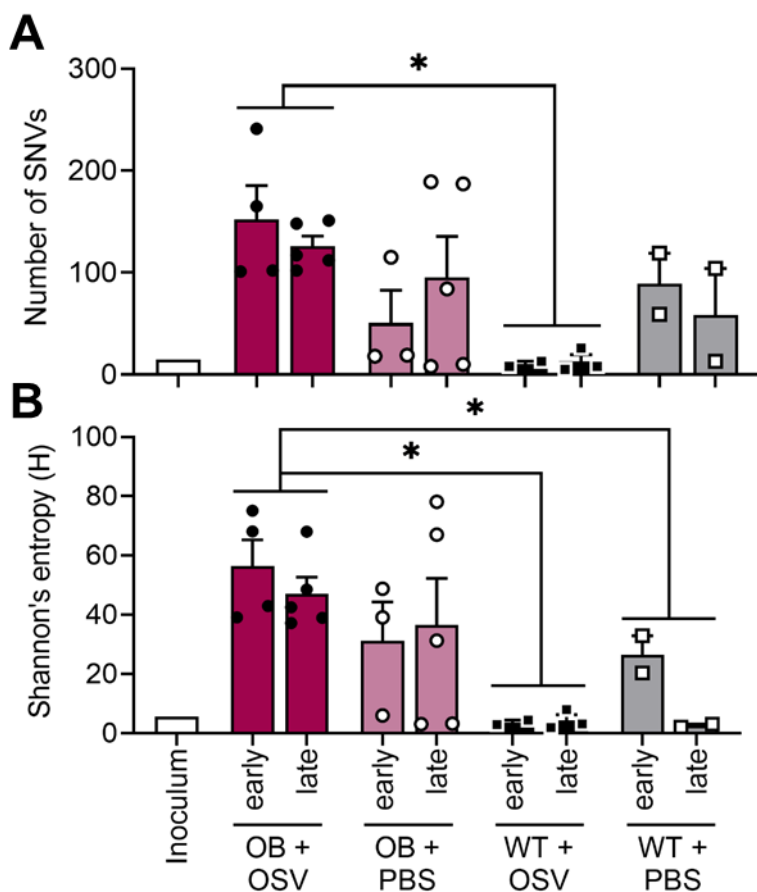 A
Number of SNVs
300
200
100
0
*
B
Shannon's entropy (H)
100
80
60
40
20
0
*
*
Inoculum
early
late
early
late
early
late
early
late
OB +
OSV
OB +
PBS
WT +
OSV
WT +
PBS